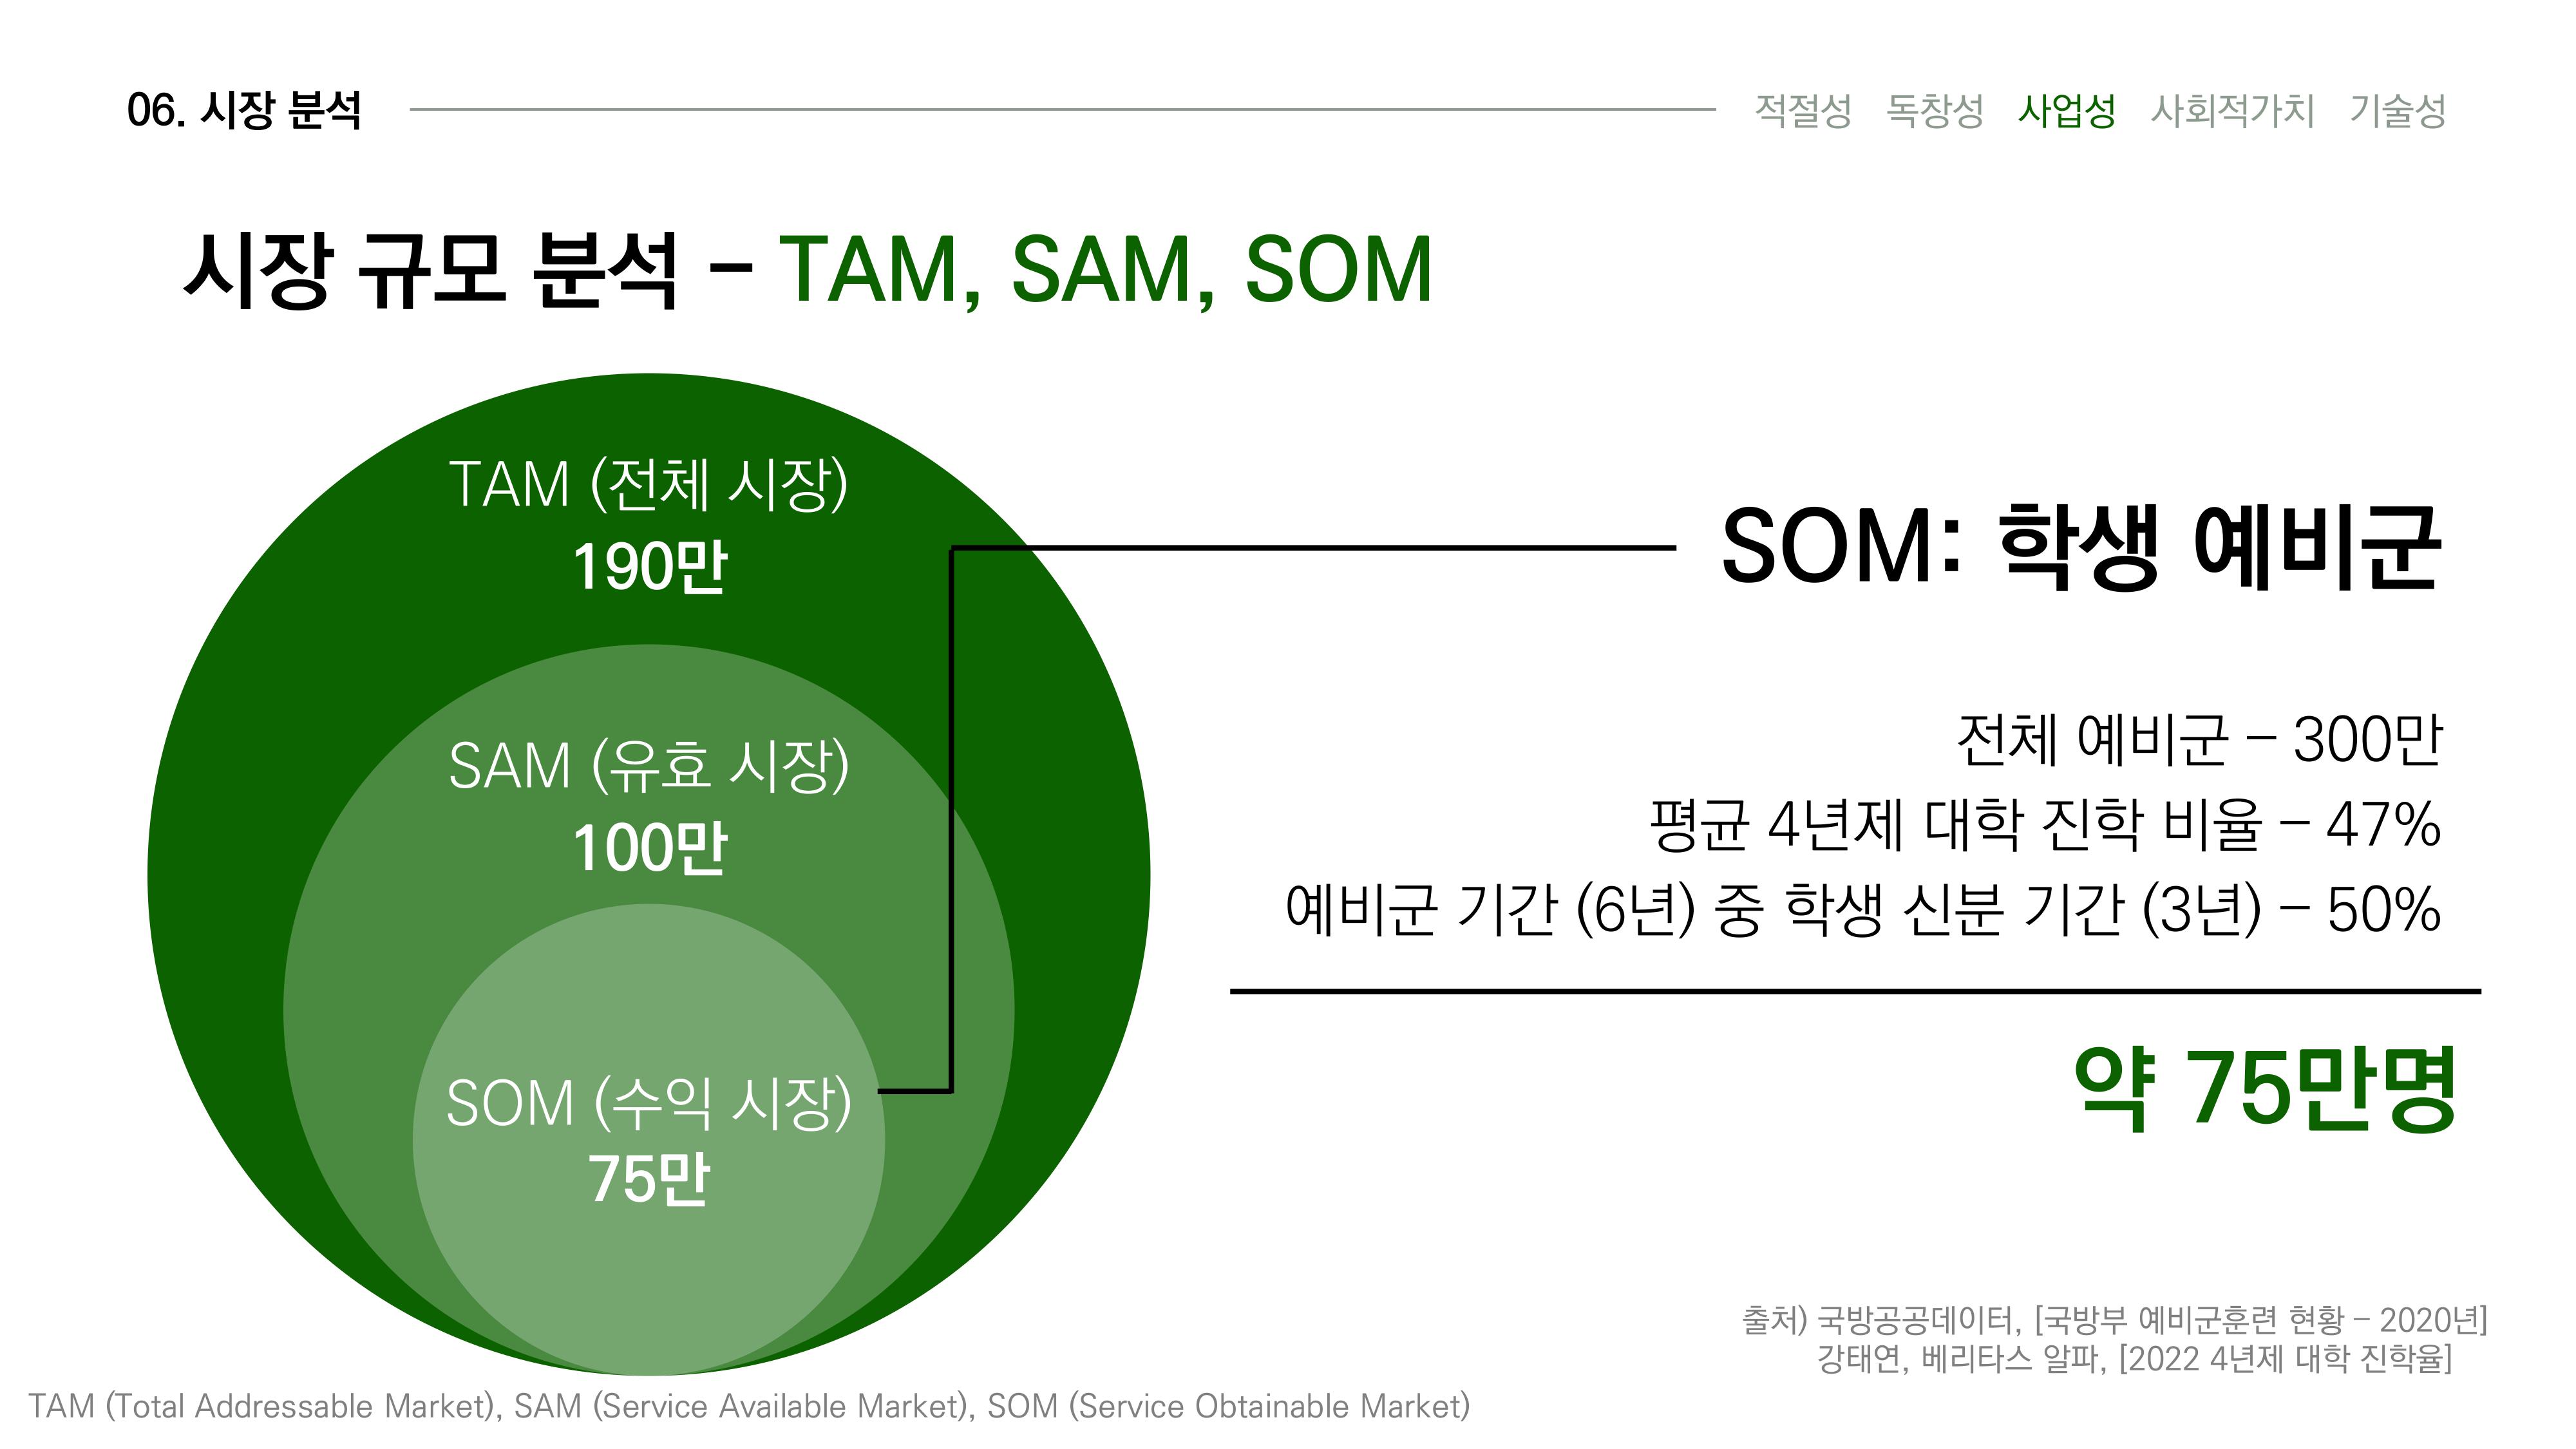 06. 시장 분석
적절성 독창성 사업성 사회적가치 기술성
시장 규모 분석 – TAM, SAM, SOM
TAM (전체 시장)
190만
SAM (유효 시장)
100만
SOM (수익 시장)
75만
SOM: 학생 예비군
전체 예비군 – 300만
평균 4년제 대학 진학 비율 – 47%
예비군 기간 (6년) 중 학생 신분 기간 (3년) – 50%
약 75만명
출처) 국방공공데이터, [국방부 예비군훈련 현황 – 2020년]
강태연, 베리타스 알파, [2022 4년제 대학 진학율]
TAM (Total Addressable Market), SAM (Service Available Market), SOM (Service Obtainable Market)